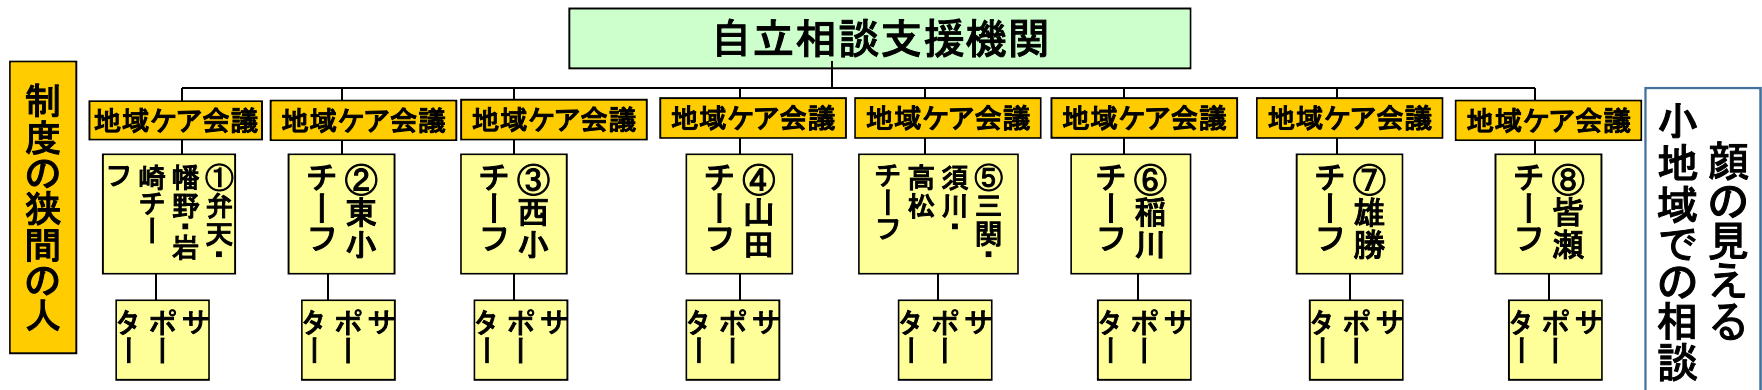 自立相談支援機関
制度の狭間の人
地域ケア会議
地域ケア会議
地域ケア会議
地域ケア会議
地域ケア会議
地域ケア会議
地域ケア会議
地域ケア会議
①弁天・
幡野・岩
崎チー
フ
②東小
チーフ
③西小
チーフ
④山田
チーフ
⑤三関・
須川・
高松
チーフ
⑥稲川
チーフ
⑦雄勝
チーフ
⑧皆瀬
チーフ
サ
ポー
ター
サ
ポー
ター
サ
ポー
ター
サ
ポー
ター
サ
ポー
ター
サ
ポー
ター
サ
ポー
ター
サ
ポー
ター
顔の見える
小地域での相談